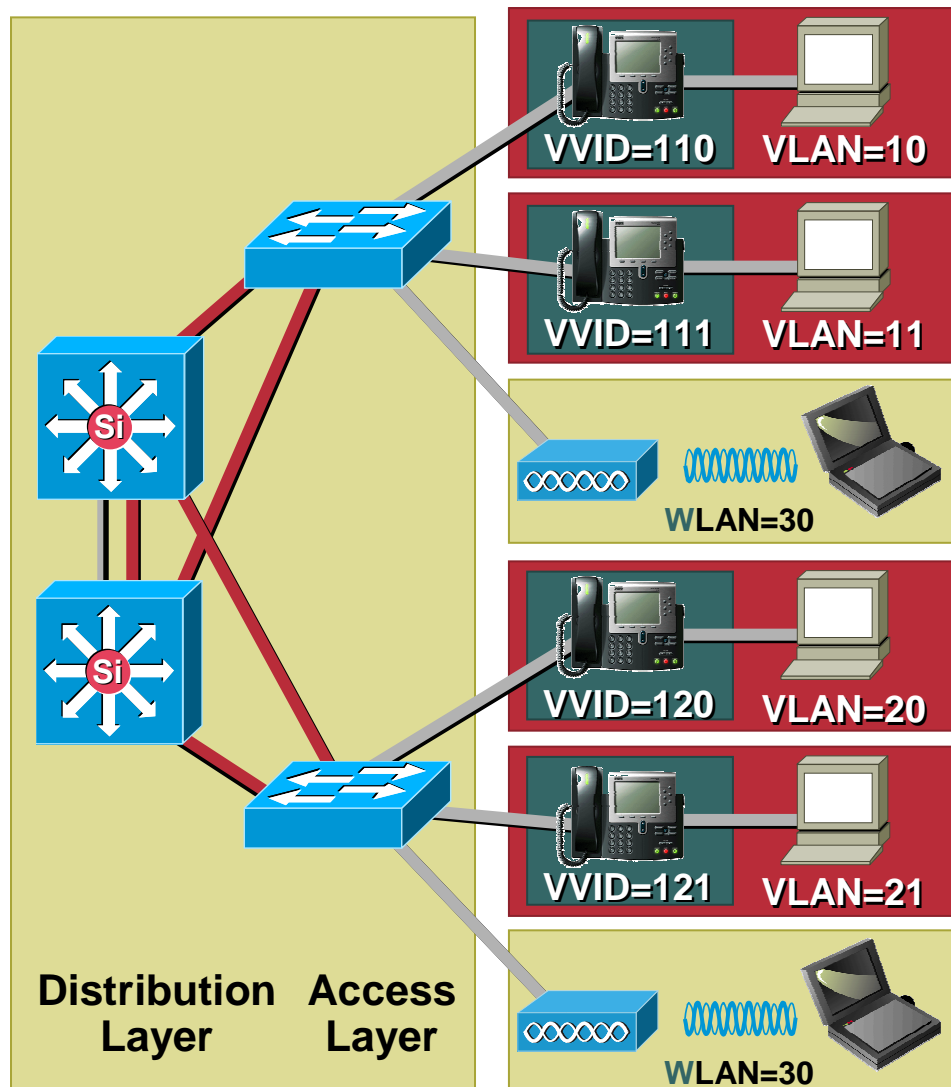 VVID=110
VLAN=10
VVID=111
VLAN=11
WLAN=30
Si
Si
VVID=120
VLAN=20
VVID=121
VLAN=21
WLAN=30
Distribution
Layer
Access
Layer